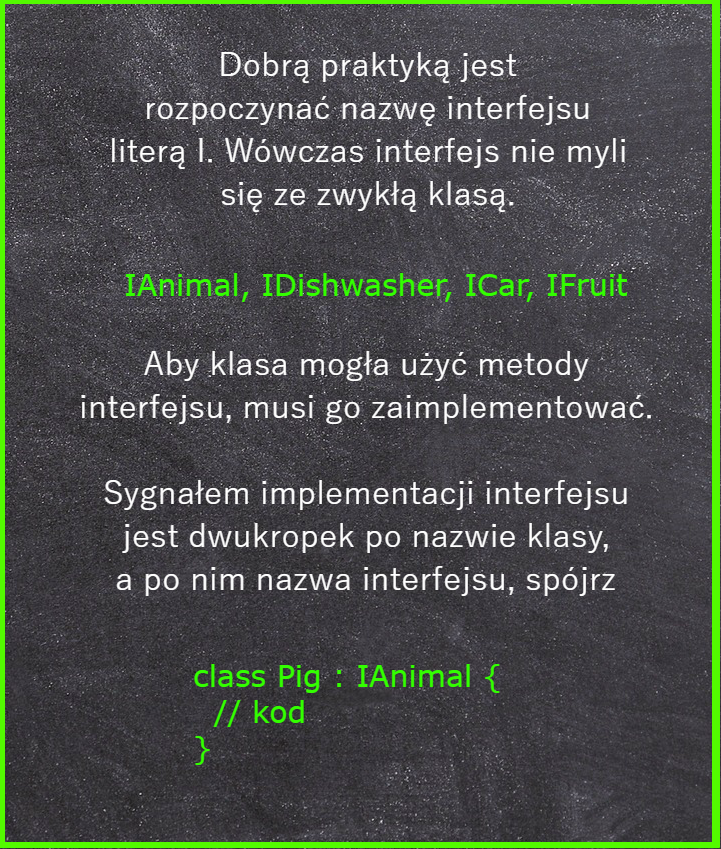 Dobrą praktyką jest
rozpoczynać nazwę interfejsu
literą I. Wówczas interfejs nie myli
się ze zwykłą klasą.
IAnimal, IDishwasher, ICar, IFruit
Aby klasa mogła użyć metody
interfejsu, musi go zaimplementować.
Sygnałem implementacji interfejsu
jest dwukropek po nazwie klasy,
a po nim nazwa interfejsu, spójrz
class Pig : IAnimal {
// kod
}